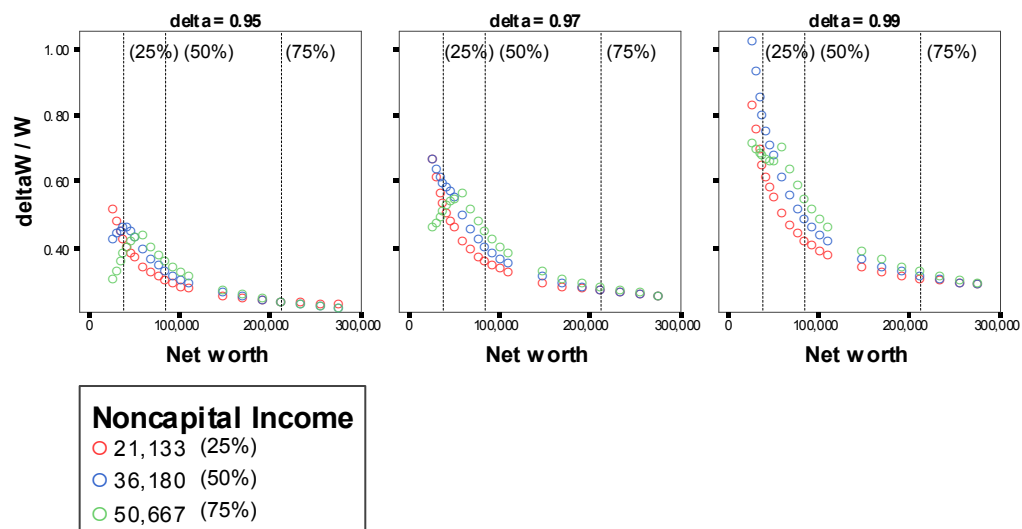 delta = 0.95 delta = 0.97 delta = 0.99
(25%) (50%) (75%) (25%) (50%) (75%) (25%) (50%) (75%)
1.00
0.80
0.60
0.40
deltaW / W
0 100,000 200,000 300,000 0 100,000 200,000 300,000 0 100,000 200,000 300,000
Net worth Net worth Net worth
Noncapital Income
21,133 (25%)
36,180 (50%)
50,667 (75%)